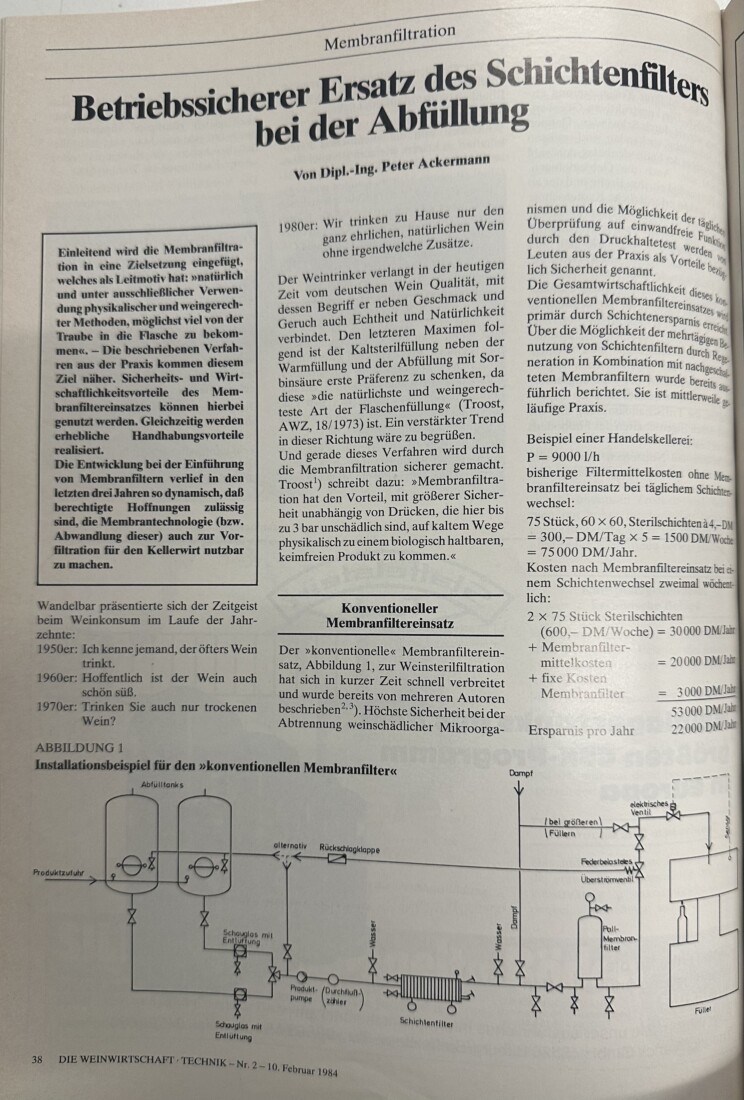 Membranfiltration
Betriebssicherer Ersatz des Schichtenfilters
bei der Abfüllung
Von Dipl.-Ing. Peter Ackermann
Einleitend wird die Membranfiltra-
tion in eine Zielsetzung eingefügt,
welches als Leitmotiv hat: »natürlich
und unter ausschließlicher Verwen-
dung physikalischer und weingerech-
ter Methoden, möglichst viel von der
Traube in die Flasche zu bekom-
men«. – Die beschriebenen Verfah-
ren aus der Praxis kommen diesem
Ziel näher. Sicherheits- und Wirt-
schaftlichkeitsvorteile des Mem-
branfiltereinsatzes können hierbei
genutzt werden. Gleichzeitig werden
erhebliche Handhabungsvorteile
realisiert.
Die Entwicklung bei der Einführung
von Membranfiltern verlief in den
letzten drei Jahren so dynamisch, daß
berechtigte Hoffnungen zulässig
sind, die Membrantechnologie (bzw.
Abwandlung dieser) auch zur Vor-
filtration für den Kellerwirt nutzbar
zu machen.
Wandelbar präsentierte sich der Zeitgeist
beim Weinkonsum im Laufe der Jahr-
zehnte:
1950er: Ich kenne jemand, der öfters Wein
trinkt.
1960er: Hoffentlich ist der Wein auch
schön süß.
1970er: Trinken Sie auch nur trockenen
Wein?
1980er: Wir trinken zu Hause nur den
ganz ehrlichen, natürlichen Wein
ohne irgendwelche Zusätze.
Der Weintrinker verlangt in der heutigen
Zeit vom deutschen Wein Qualität, mit
dessen Begriff er neben Geschmack und
Geruch auch Echtheit und Natürlichkeit
verbindet. Den letzteren Maximen fol-
gend ist der Kaltsterilfüllung neben der
Warmfüllung und der Abfüllung mit Sor-
binsäure erste Präferenz zu schenken, da
diese »die natürlichste und weingerech-
teste Art der Flaschenfüllung« (Troost,
AWZ, 18/1973) ist. Ein verstärkter Trend
in dieser Richtung wäre zu begrüßen.
Und gerade dieses Verfahren wird durch
die Membranfiltration sicherer gemacht.
Troost¹) schreibt dazu: »Membranfiltra-
tion hat den Vorteil, mit größerer Sicher-
heit unabhängig von Drücken, die hier bis
zu 3 bar unschädlich sind, auf kaltem Wege
physikalisch zu einem biologisch haltbaren,
keimfreien Produkt zu kommen.«
Konventioneller
Membranfiltereinsatz
Der »konventionelle« Membranfilterein-
satz, Abbildung 1, zur Weinsterilfiltration
hat sich in kurzer Zeit schnell verbreitet
und wurde bereits von mehreren Autoren
beschrieben²,³). Höchste Sicherheit bei der
Abtrennung weinschädlicher Mikroorga-
nismen und die Möglichkeit der täglichen
Überprüfung auf einwandfreie Funktion
durch den Druckhaltetest werden von
Leuten aus der Praxis als Vorteile bezüg-
lich Sicherheit genannt.
Die Gesamtwirtschaftlichkeit dieses kon-
ventionellen Membranfiltereinsatzes wird
primär durch Schichtenersparnis erreicht.
Über die Möglichkeit der mehrtägigen Be-
nutzung von Schichtenfiltern durch Rege-
neration in Kombination mit nachgeschal-
teten Membranfiltern wurde bereits aus-
führlich berichtet. Sie ist mittlerweile ge-
läufige Praxis.
Beispiel einer Handelskellerei:
P = 9000 l/h
bisherige Filtermittelkosten ohne Mem-
branfiltereinsatz bei täglichem Schichten-
wechsel:
75 Stück, 60 × 60, Sterilschichten à 4,– DM
= 300,– DM/Tag × 5 = 1500 DM/Woche
= 75 000 DM/Jahr.
Kosten nach Membranfiltereinsatz bei ei-
nem Schichtenwechsel zweimal wöchent-
lich:
2 × 75 Stück Sterilschichten
(600,– DM/Woche) = 30 000 DM/Jahr
+ Membranfilter-
mittelkosten = 20 000 DM/Jahr
+ fixe Kosten
Membranfilter = 3 000 DM/Jahr
53 000 DM/Jahr
Ersparnis pro Jahr 22 000 DM/Jahr
ABBILDUNG 1
Installationsbeispiel für den »konventionellen Membranfilter«
Abfülltanks
Produktzufuhr
alternativ
Rückschlagklappe
Dampf
(bei größeren
Füllern)
elektrisches
Ventil
Federbelastetes
Überströmventil
Schauglas mit
Entlüftung
Schauglas mit
Entlüftung
Produkt-
pumpe
(Durchfluß-
zähler)
Wasser
Schichtenfilter
Wasser
Dampf
Pall-
Membran-
filter
Füller
38 DIE WEINWIRTSCHAFT · TECHNIK – Nr. 2 – 10. Februar 1984